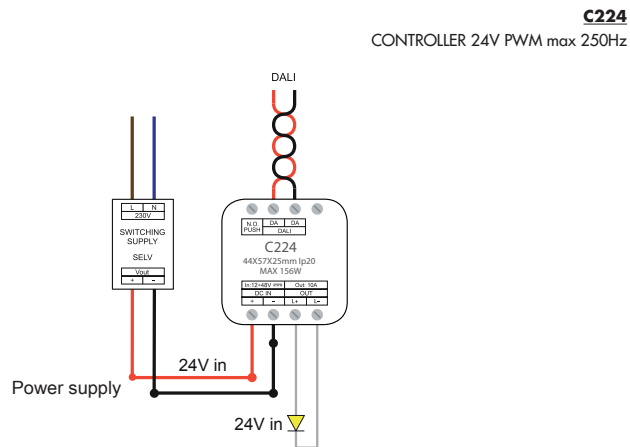 C224
CONTROLLER 24V PWM max 250Hz
DALI
L N
230V
SWITCHING
SUPPLY
SELV
Vout
+ -
N.O.
PUSH
DA DA
DALI
C224
44X57X25mm Ip20
MAX 156W
In:12÷48V Out: 10A
DC IN OUT
+ - L+ L-
24V in
Power supply
24V in